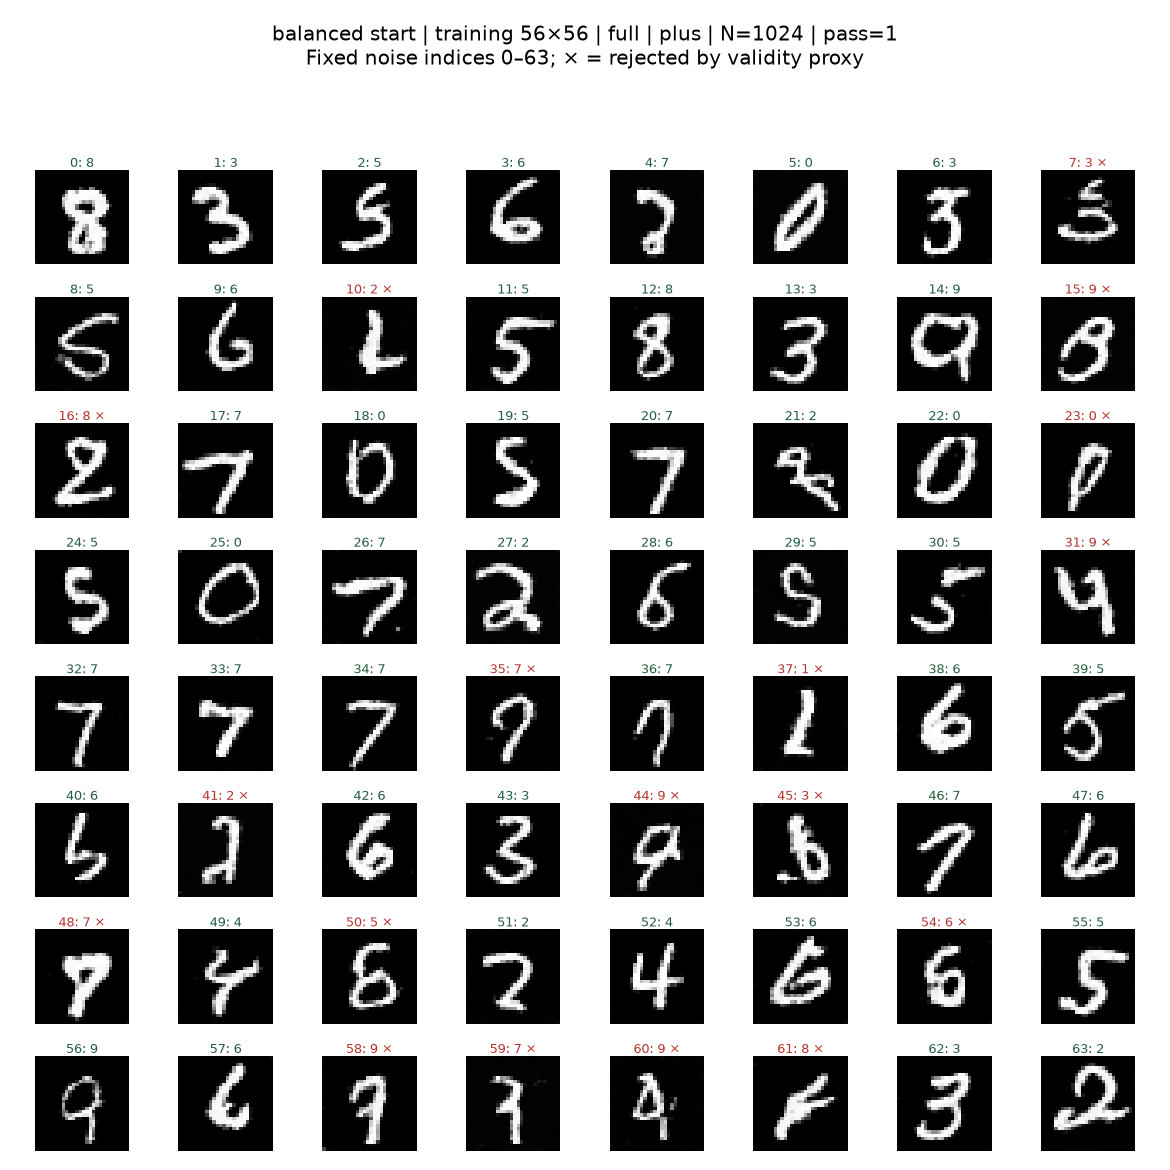 balanced start | training 56×56 | full | plus | N=1024 | pass=1
Fixed noise indices 0–63; × = rejected by validity proxy
0: 8 1: 3 2: 5 3: 6 4: 7 5: 0 6: 3 7: 3 ×
8: 5 9: 6 10: 2 × 11: 5 12: 8 13: 3 14: 9 15: 9 ×
16: 8 × 17: 7 18: 0 19: 5 20: 7 21: 2 22: 0 23: 0 ×
24: 5 25: 0 26: 7 27: 2 28: 6 29: 5 30: 5 31: 9 ×
32: 7 33: 7 34: 7 35: 7 × 36: 7 37: 1 × 38: 6 39: 5
40: 6 41: 2 × 42: 6 43: 3 44: 9 × 45: 3 × 46: 7 47: 6
48: 7 × 49: 4 50: 5 × 51: 2 52: 4 53: 6 54: 6 × 55: 5
56: 9 57: 6 58: 9 × 59: 7 × 60: 9 × 61: 8 × 62: 3 63: 2